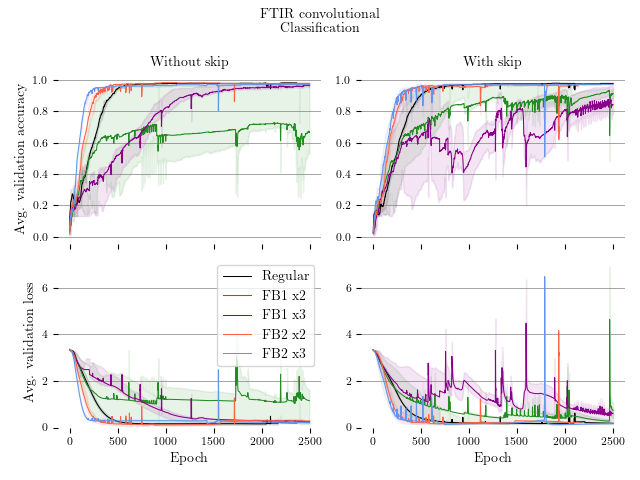 FTIR convolutional
Classification
Without skip
With skip
Avg. validation accuracy
1.0
0.8
0.6
0.4
0.2
0.0
Avg. validation loss
6
4
2
0
Regular
FB1 x2
FB1 x3
FB2 x2
FB2 x3
0 500 1000 1500 2000 2500
0 500 1000 1500 2000 2500
Epoch
Epoch
1.0
0.8
0.6
0.4
0.2
0.0
6
4
2
0